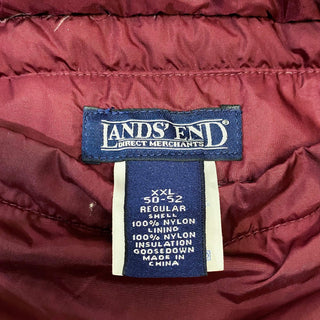 LANDS' END®
DIRECT MERCHANTS
XXL
50-52
REGULAR
SHELL
100% NYLON
LINING
100% NYLON
INSULATION
GOOSEDOWN
MADE IN
CHINA